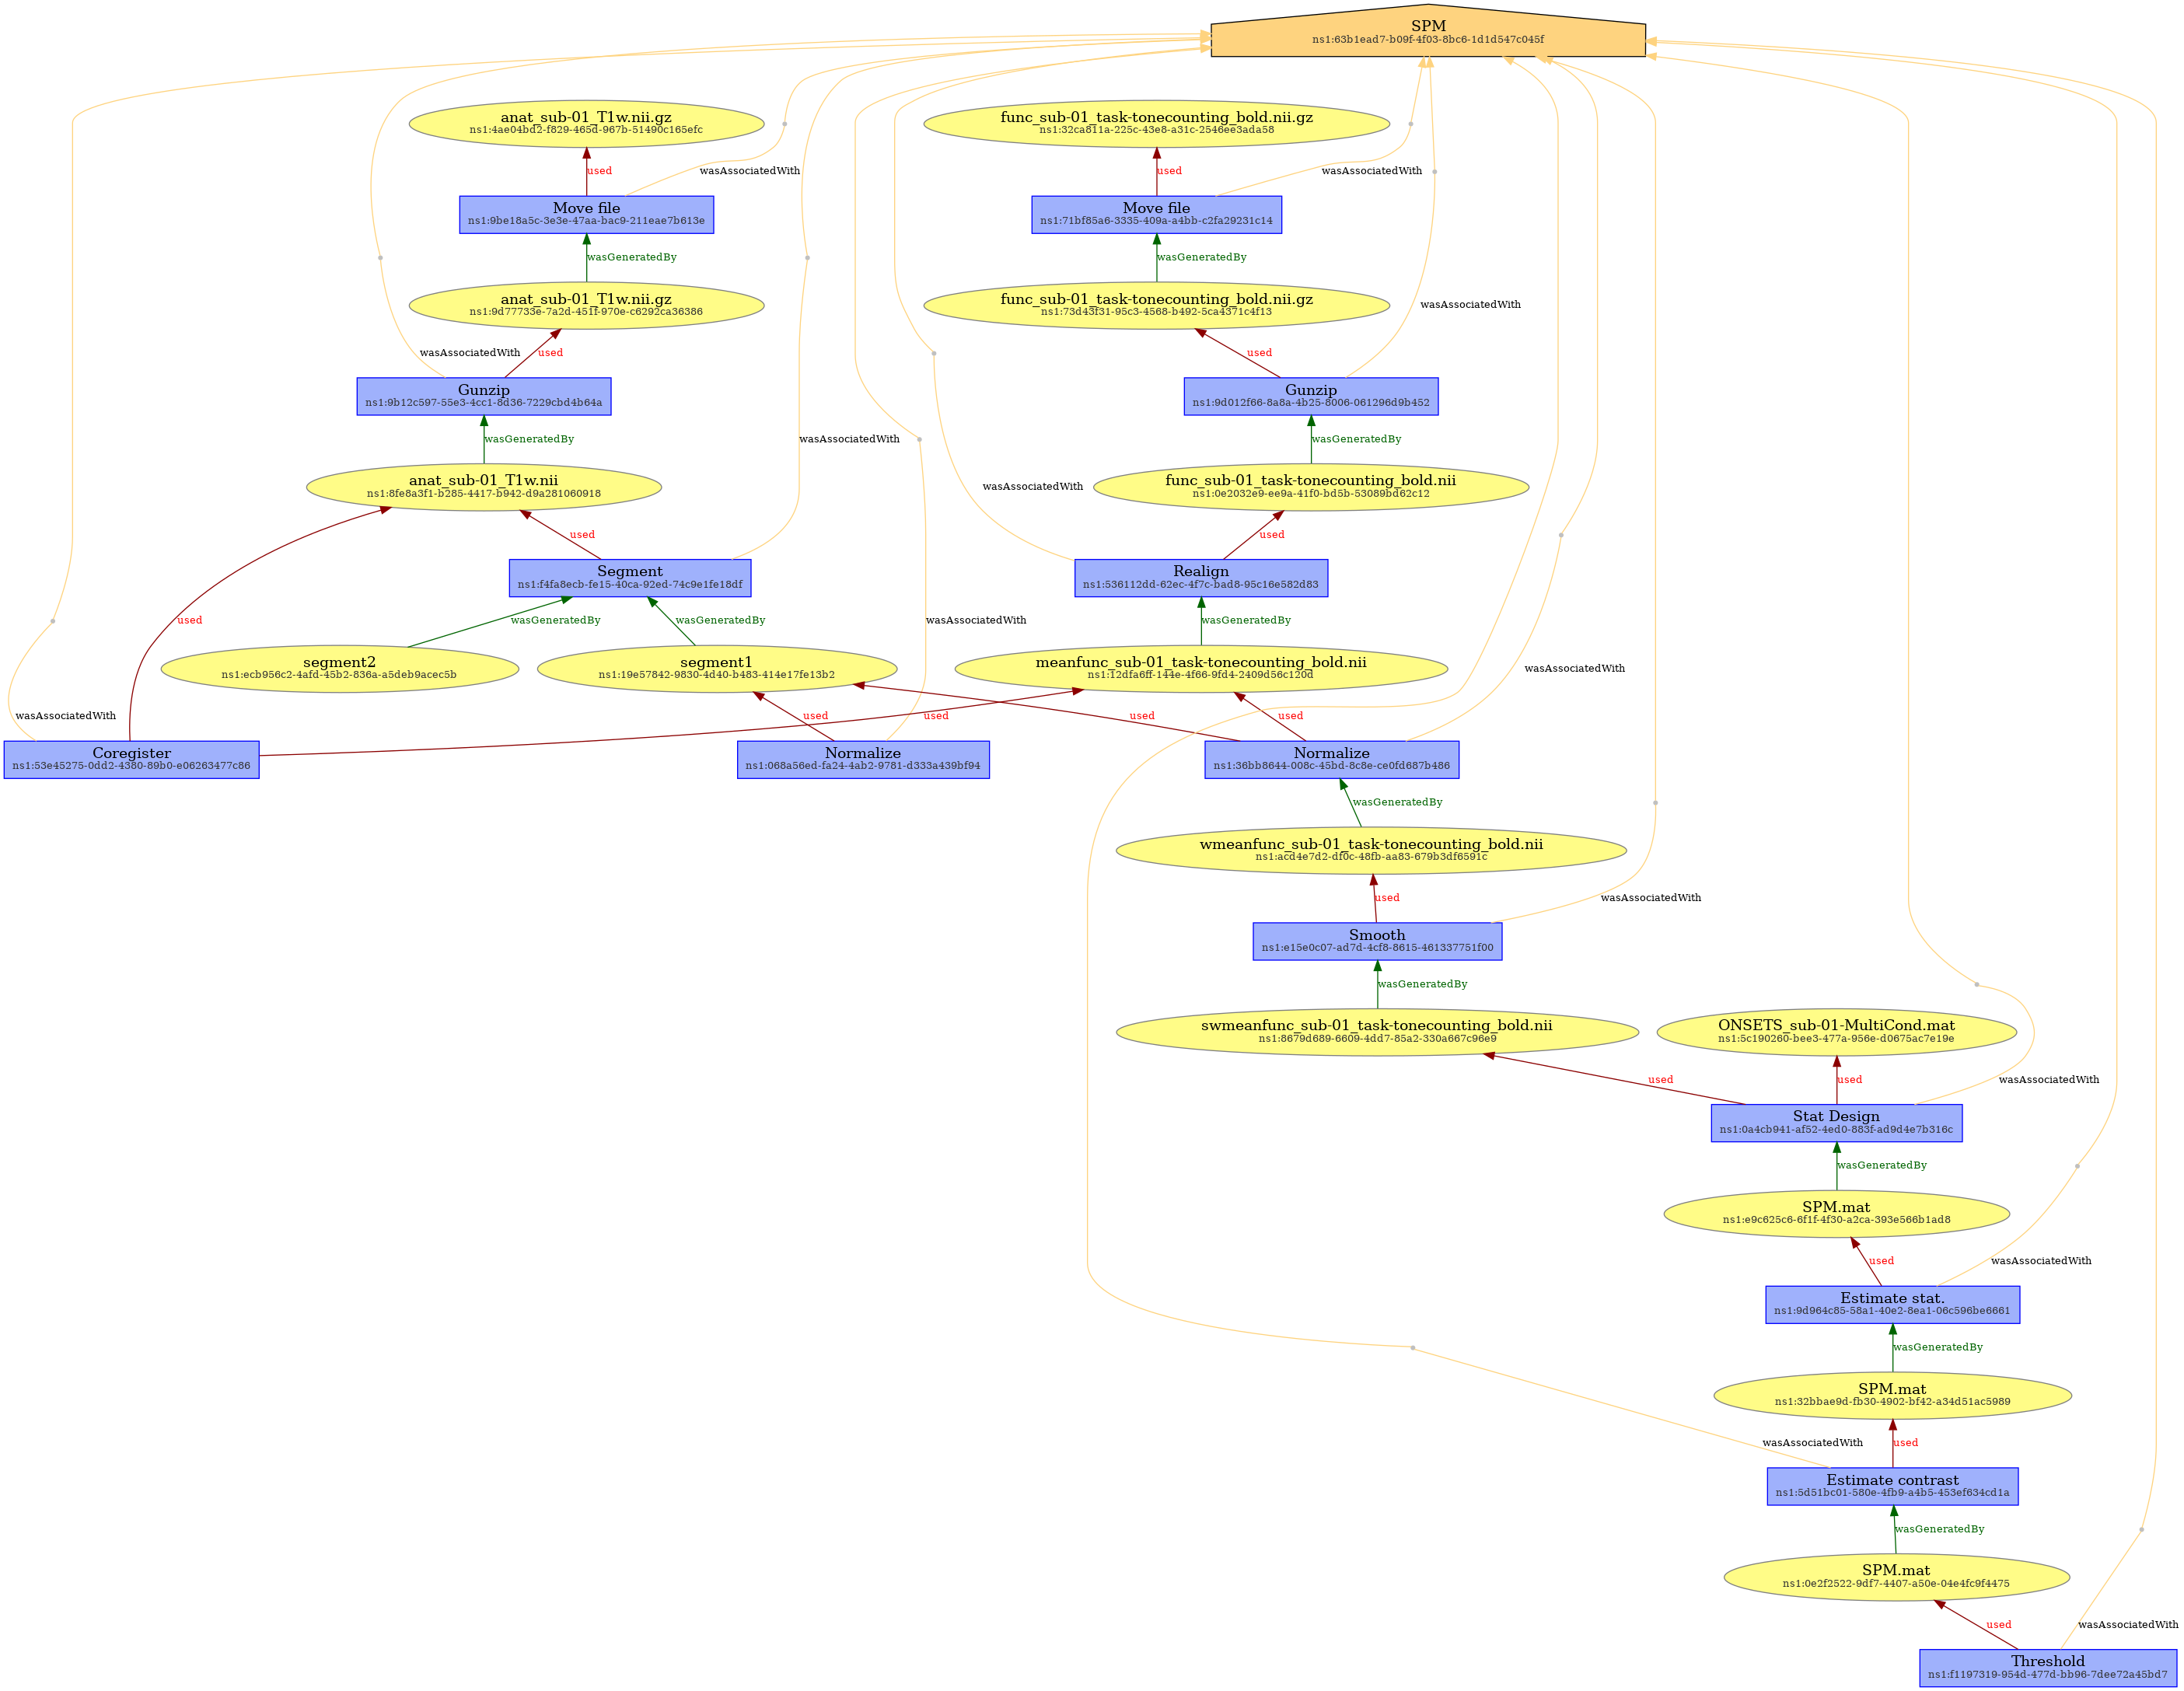 SPM
ns1:63b1ead7-b09f-4f03-8bc6-1d1d547c045f
anat_sub-01_T1w.nii.gz
ns1:4ae04bd2-f829-465d-967b-51490c165efc
func_sub-01_task-tonecounting_bold.nii.gz
ns1:32ca811a-225c-43e8-a31c-2546ee3ada58
used
wasAssociatedWith
used
wasAssociatedWith
Move file
ns1:9be18a5c-3e3e-47aa-bac9-211eae7b613e
Move file
ns1:71bf85a6-3335-409a-a4bb-c2fa29231c14
wasGeneratedBy
wasGeneratedBy
anat_sub-01_T1w.nii.gz
ns1:9d77733e-7a2d-451f-970e-c6292ca36386
func_sub-01_task-tonecounting_bold.nii.gz
ns1:73d43f31-95c3-4568-b492-5ca4371c4f13
wasAssociatedWith
wasAssociatedWith
used
used
Gunzip
ns1:9b12c597-55e3-4cc1-8d36-7229cbd4b64a
Gunzip
ns1:9d012f66-8a8a-4b25-8006-061296d9b452
wasGeneratedBy
wasAssociatedWith
wasGeneratedBy
anat_sub-01_T1w.nii
ns1:8fe8a3f1-b285-4417-b942-d9a281060918
wasAssociatedWith
func_sub-01_task-tonecounting_bold.nii
ns1:0e2032e9-ee9a-41f0-bd5b-53089bd62c12
used
used
Segment
ns1:f4fa8ecb-fe15-40ca-92ed-74c9e1fe18df
Realign
ns1:536112dd-62ec-4f7c-bad8-95c16e582d83
used
wasGeneratedBy
wasGeneratedBy
wasAssociatedWith
wasGeneratedBy
segment2
ns1:ecb956c2-4afd-45b2-836a-a5deb9acec5b
segment1
ns1:19e57842-9830-4d40-b483-414e17fe13b2
meanfunc_sub-01_task-tonecounting_bold.nii
ns1:12dfa6ff-144e-4f66-9fd4-2409d56c120d
wasAssociatedWith
wasAssociatedWith
used
used
used
used
Coregister
ns1:53e45275-0dd2-4380-89b0-e06263477c86
Normalize
ns1:068a56ed-fa24-4ab2-9781-d333a439bf94
Normalize
ns1:36bb8644-008c-45bd-8c8e-ce0fd687b486
wasGeneratedBy
wmeanfunc_sub-01_task-tonecounting_bold.nii
ns1:acd4e7d2-df0c-48fb-aa83-679b3df6591c
used
wasAssociatedWith
Smooth
ns1:e15e0c07-ad7d-4cf8-8615-461337751f00
wasGeneratedBy
swmeanfunc_sub-01_task-tonecounting_bold.nii
ns1:8679d689-6609-4dd7-85a2-330a667c96e9
ONSETS_sub-01-MultiCond.mat
ns1:5c190260-bee3-477a-956e-d0675ac7e19e
used
used
wasAssociatedWith
Stat Design
ns1:0a4cb941-af52-4ed0-883f-ad9d4e7b316c
wasGeneratedBy
SPM.mat
ns1:e9c625c6-6f1f-4f30-a2ca-393e566b1ad8
used
wasAssociatedWith
Estimate stat.
ns1:9d964c85-58a1-40e2-8ea1-06c596be6661
wasGeneratedBy
SPM.mat
ns1:32bbae9d-fb30-4902-bf42-a34d51ac5989
wasAssociatedWith
used
Estimate contrast
ns1:5d51bc01-580e-4fb9-a4b5-453ef634cd1a
wasGeneratedBy
SPM.mat
ns1:0e2f2522-9df7-4407-a50e-04e4fc9f4475
used
wasAssociatedWith
Threshold
ns1:f1197319-954d-477d-bb96-7dee72a45bd7